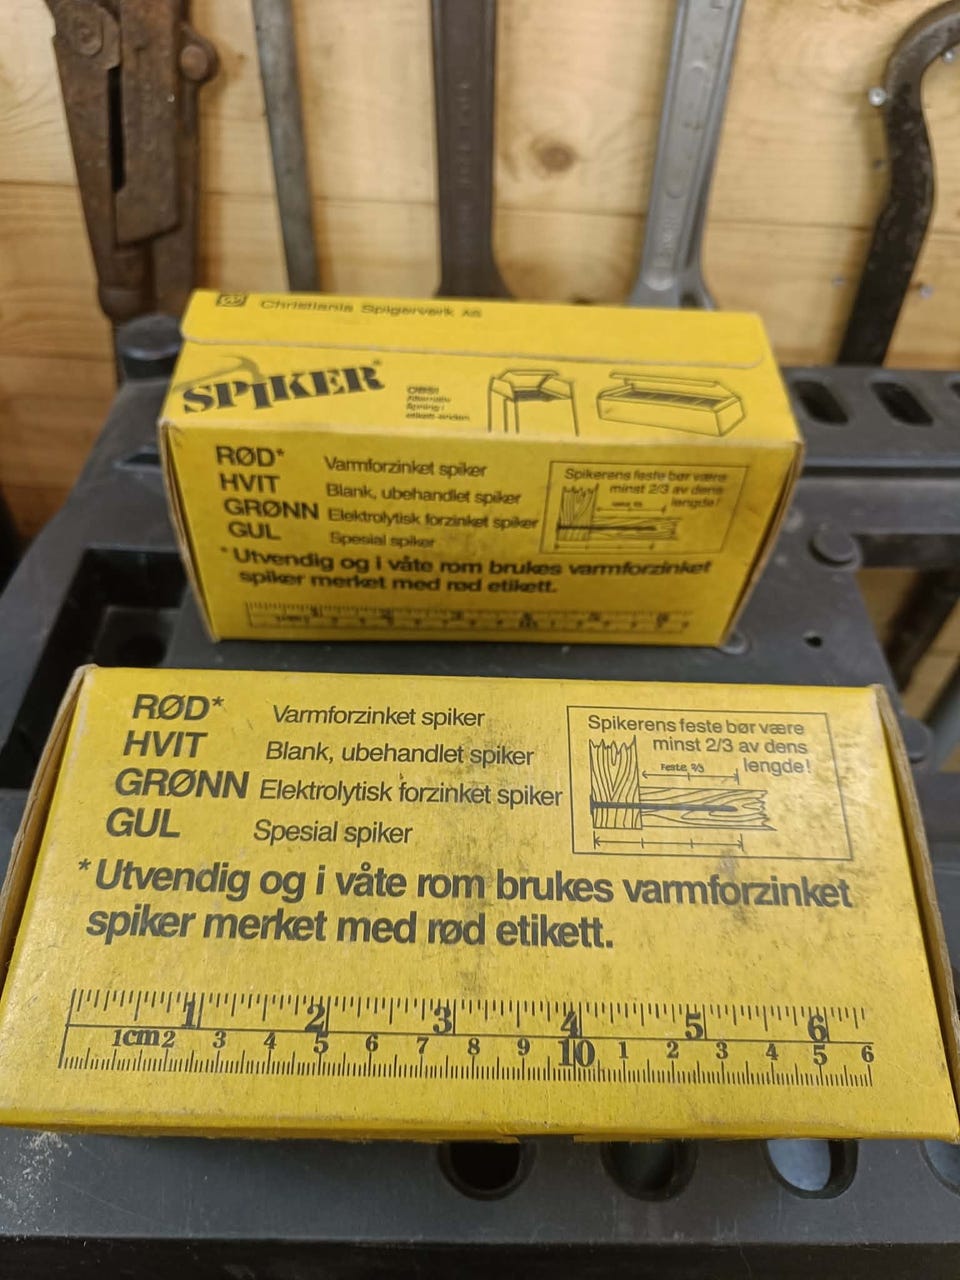 Christiania Spigerverk AS
SPIKER
OBS!
Alternativ
åpning i
etikett-enden.
RØD* Varmforzinket spiker
HVIT Blank, ubehandlet spiker
GRØNN Elektrolytisk forzinket spiker
GUL Spesial spiker
* Utvendig og i våte rom brukes varmforzinket
spiker merket med rød etikett.
Spikerens feste bør være
minst 2/3 av dens
lengde!
RØD* Varmforzinket spiker
HVIT Blank, ubehandlet spiker
GRØNN Elektrolytisk forzinket spiker
GUL Spesial spiker
* Utvendig og i våte rom brukes varmforzinket
spiker merket med rød etikett.
Spikerens feste bør være
minst 2/3 av dens
lengde!
Feste 2/3
1 2 3 4 5 6
1cm 2 3 4 5 6 7 8 9 10 1 2 3 4 5 6